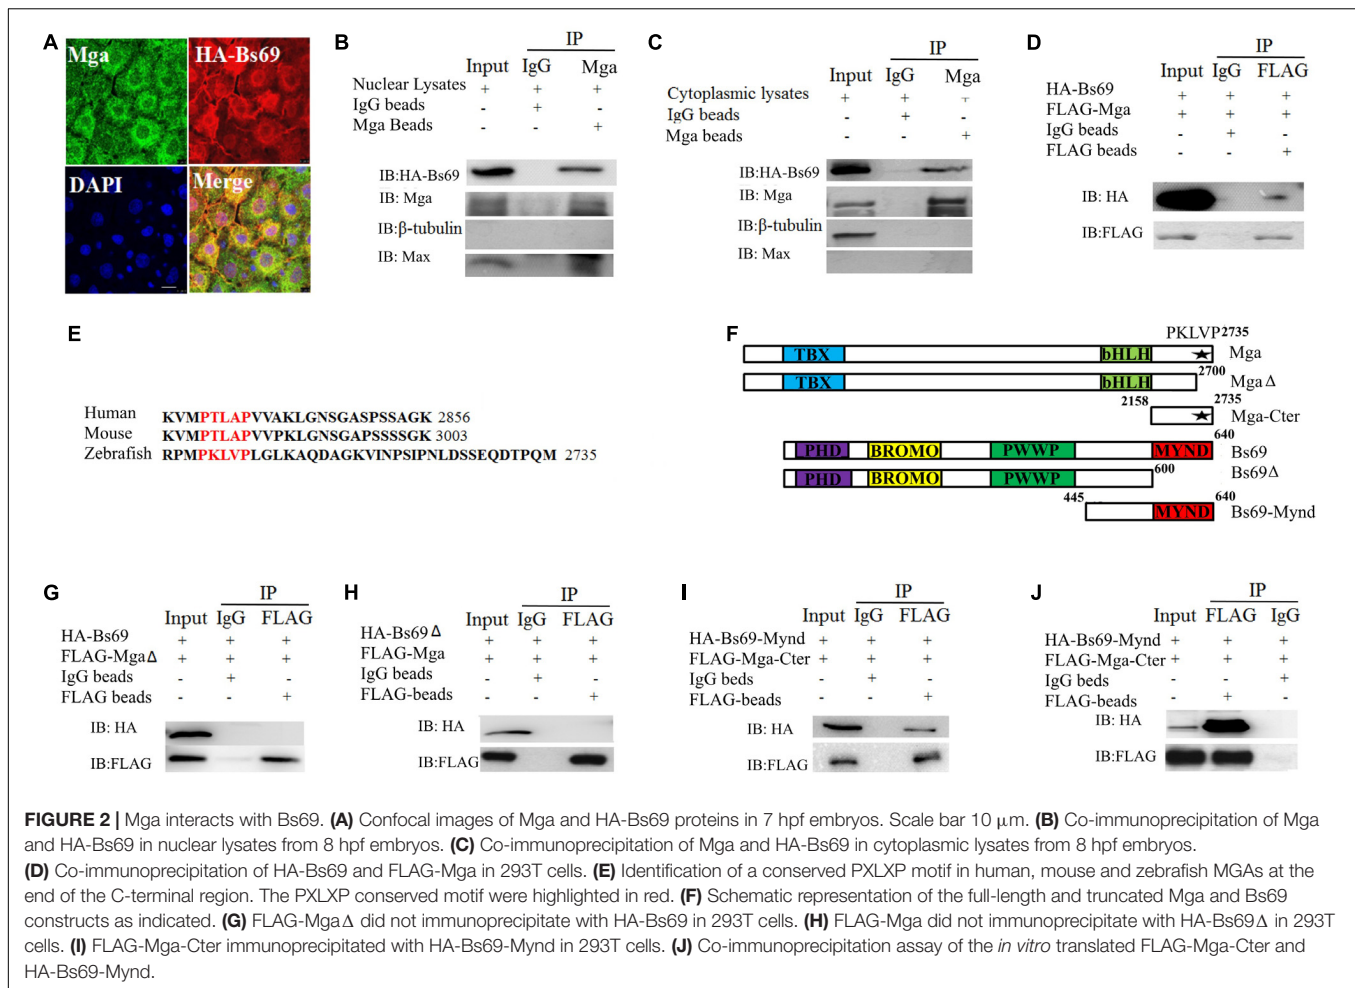 A
Mga
HA-Bs69
DAPI
Merge
B
IP
Input IgG Mga
Nuclear Lysates + + +
IgG beads - + -
Mga Beads - - +
IB:HA-Bs69
IB: Mga
IB:β-tubulin
IB: Max
C
IP
Input IgG Mga
Cytoplasmic lysates + + +
IgG beads - + -
Mga beads - - +
IB:HA-Bs69
IB: Mga
IB:β-tubulin
IB: Max
D
IP
Input IgG FLAG
HA-Bs69 + + +
FLAG-Mga + + +
IgG beads - + -
FLAG beads - - +
IB: HA
IB:FLAG
E
Human KVMPTLAPVVAKLGNSGASPSSAGK 2856
Mouse KVMPTLAPVVPKLGNSGAPSSSSGK 3003
Zebrafish RPMPKLVPLGLKAQDAGKVINPSIPNLDSSEQDTPQM 2735
F
PKLVP 2735
TBX bHLH Mga
2700
TBX bHLH Mga Δ
2158 2735
Mga-Cter
640
PHD BROMO PWWP MYND Bs69
600
PHD BROMO PWWP Bs69Δ
445 640
MYND Bs69-Mynd
G
IP
Input IgG FLAG
HA-Bs69 + + +
FLAG-Mga Δ + + +
IgG beads - + -
FLAG beads - - +
IB: HA
IB:FLAG
H
IP
Input IgG FLAG
HA-Bs69 Δ + + +
FLAG-Mga + + +
IgG beads - + -
FLAG-beads - - +
IB: HA
IB:FLAG
I
IP
Input IgG FLAG
HA-Bs69-Mynd + + +
FLAG-Mga-Cter + + +
IgG beds - + -
FLAG-beads - - +
IB: HA
IB:FLAG
J
IP
Input FLAG IgG
HA-Bs69-Mynd + + +
FLAG-Mga-Cter + + +
IgG beds - - +
FLAG-beads - + -
IB: HA
IB:FLAG
FIGURE 2 | Mga interacts with Bs69. (A) Confocal images of Mga and HA-Bs69 proteins in 7 hpf embryos. Scale bar 10 μm. (B) Co-immunoprecipitation of Mga
and HA-Bs69 in nuclear lysates from 8 hpf embryos. (C) Co-immunoprecipitation of Mga and HA-Bs69 in cytoplasmic lysates from 8 hpf embryos.
(D) Co-immunoprecipitation of HA-Bs69 and FLAG-Mga in 293T cells. (E) Identification of a conserved PXLXP motif in human, mouse and zebrafish MGAs at the
end of the C-terminal region. The PXLXP conserved motif were highlighted in red. (F) Schematic representation of the full-length and truncated Mga and Bs69
constructs as indicated. (G) FLAG-MgaΔ did not immunoprecipitate with HA-Bs69 in 293T cells. (H) FLAG-Mga did not immunoprecipitate with HA-Bs69Δ in 293T
cells. (I) FLAG-Mga-Cter immunoprecipitated with HA-Bs69-Mynd in 293T cells. (J) Co-immunoprecipitation assay of the in vitro translated FLAG-Mga-Cter and
HA-Bs69-Mynd.